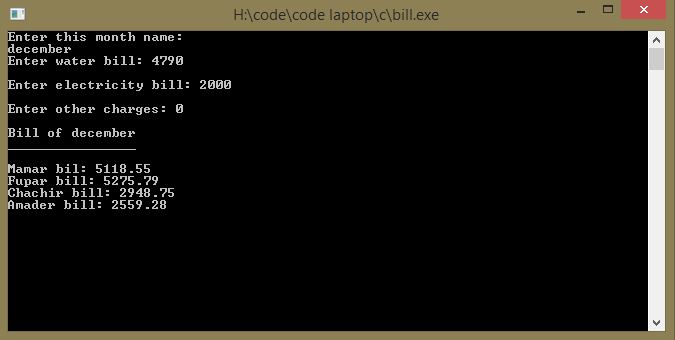 H:\code\code laptop\c\bill.exe
Enter this month name:
december
Enter water bill: 4790
Enter electricity bill: 2000
Enter other charges: 0
Bill of december
________________
Mamar bil: 5118.55
Fupar bill: 5275.79
Chachir bill: 2948.75
Amader bill: 2559.28